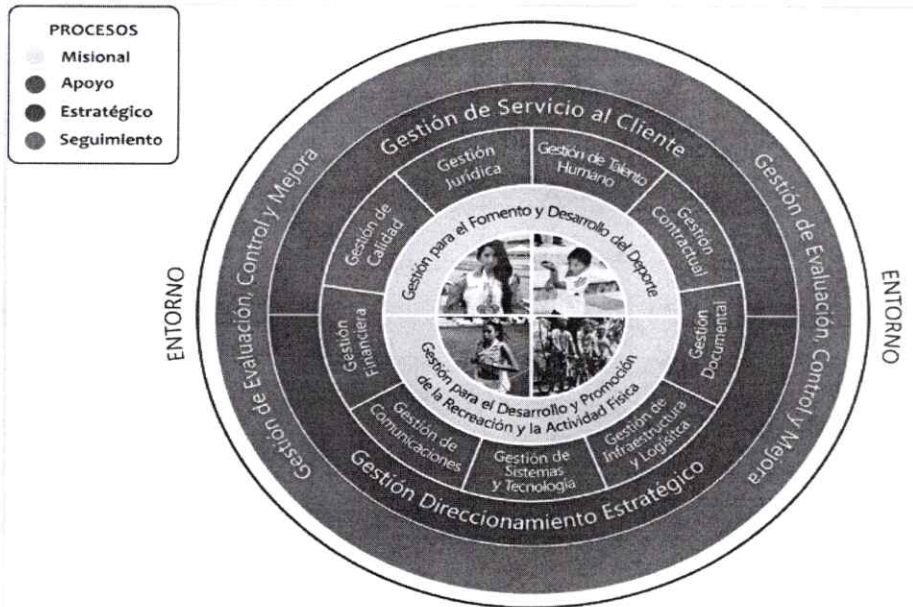 PROCESOS
Misional
Apoyo
Estratégico
Seguimiento
ENTORNO
ENTORNO
Gestión de Evaluación, Control y Mejora
Gestión de Evaluación, Control y Mejora
Gestión de Servicio al Cliente
Gestión Direccionamiento Estratégico
Gestión
Jurídica
Gestión de Talento
Humano
Gestión
Contractual
Gestión
Documental
Gestión de
Infraestructura
y Logísitca
Gestión de
Sistemas
y Tecnología
Gestión de
Comunicaciones
Gestión
Financiera
Gestión de
Calidad
Gestión para el Fomento y Desarrollo del Deporte
Gestión para el Desarrollo y Promoción
de la Recreación y la Actividad Física